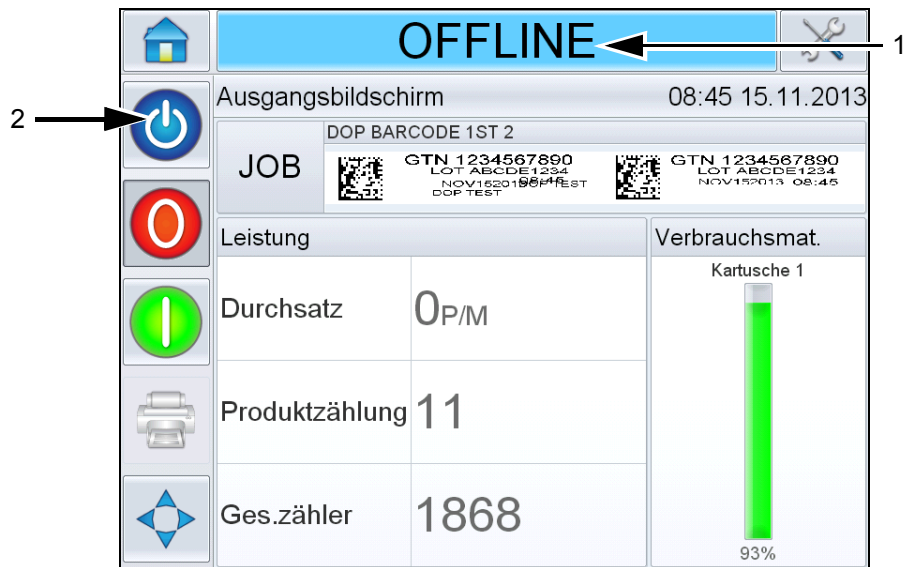 OFFLINE
1
2
Ausgangsbildschirm 08:45 15.11.2013
JOB
DOP BARCODE 1ST 2
GTN 1234567890
LOT ABCDE1234
DOP TEST
GTN 1234567890
LOT ABCDE1234
NOV152013 08:45
Leistung
Verbrauchsmat.
Durchsatz 0P/M
Produktzählung 11
Ges.zähler 1868
Kartusche 1
93%